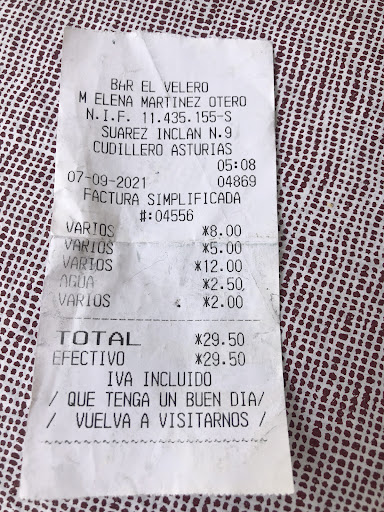 BAR EL VELERO
M ELENA MARTINEZ OTERO
N.I.F. 11.435.155-S
SUAREZ INCLAN N.9
CUDILLERO ASTURIAS
05:08
07-09-2021 04869
FACTURA SIMPLIFICADA
#:04556
VARIOS *8.00
VARIOS *5.00
VARIOS *12.00
AGUA *2.50
VARIOS *2.00
TOTAL *29.50
EFECTIVO *29.50
IVA INCLUIDO
/ QUE TENGA UN BUEN DIA/
/ VUELVA A VISITARNOS /